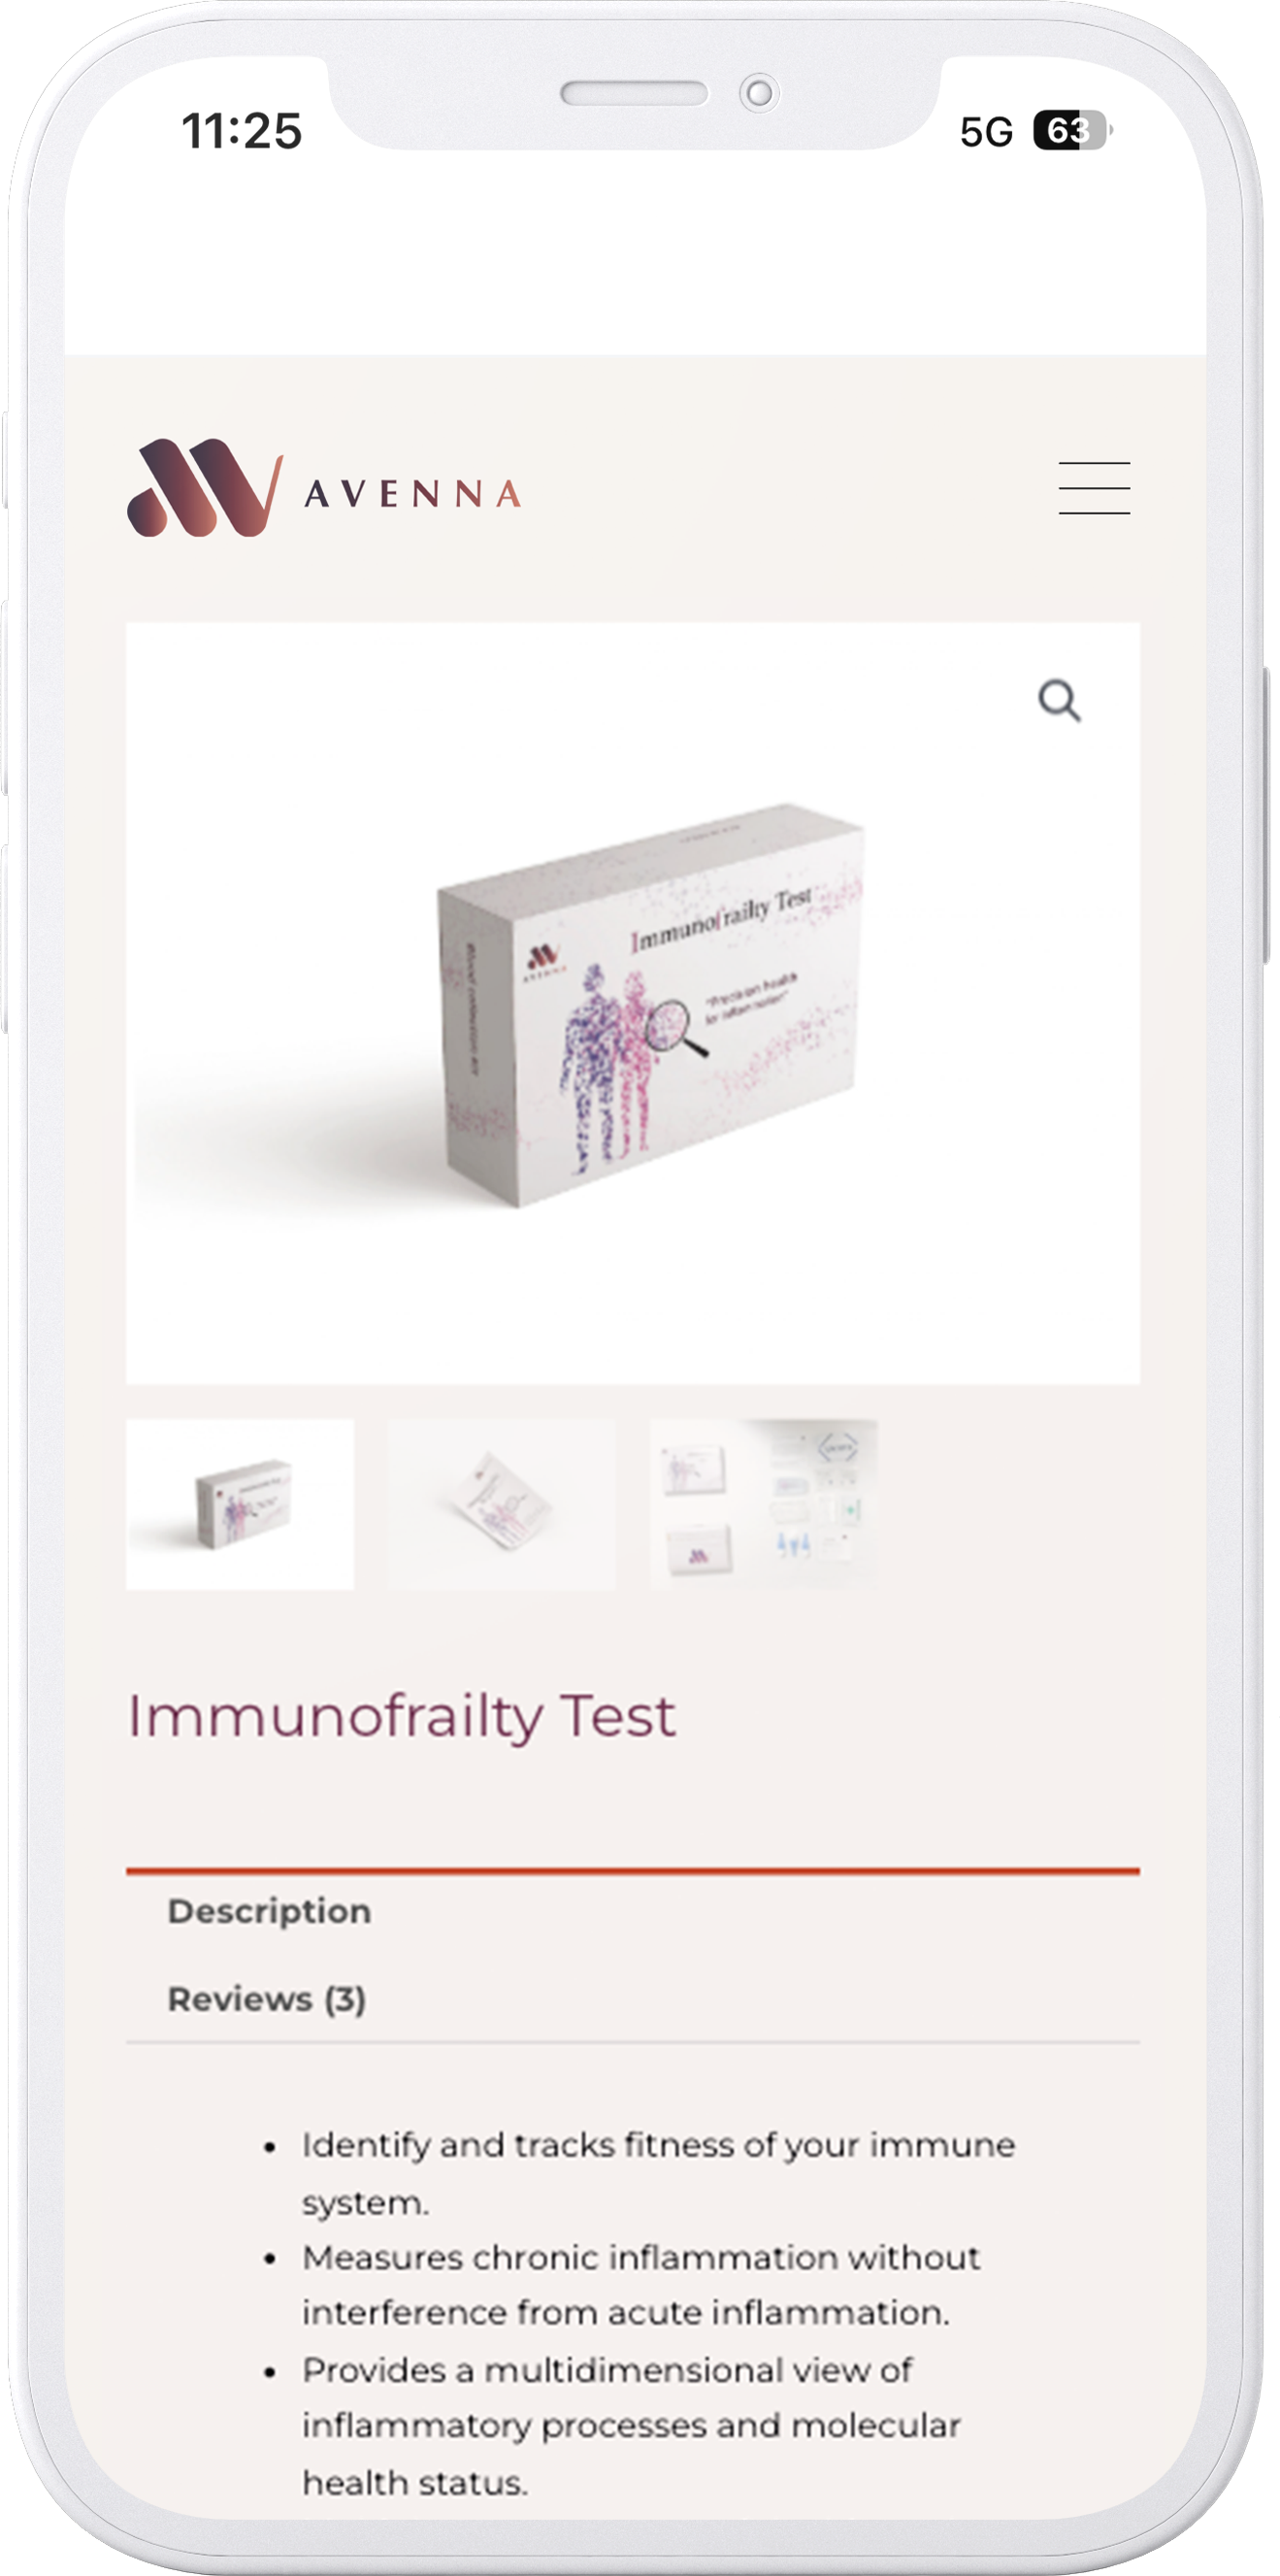 11:25
5G 63
AVENNA
Immunofrailty Test
AVENNA
"Precision health
for inflammation"
Immunofrailty Test
Description
Reviews (3)
Identify and tracks fitness of your immune
system.
Measures chronic inflammation without
interference from acute inflammation.
Provides a multidimensional view of
inflammatory processes and molecular
health status.